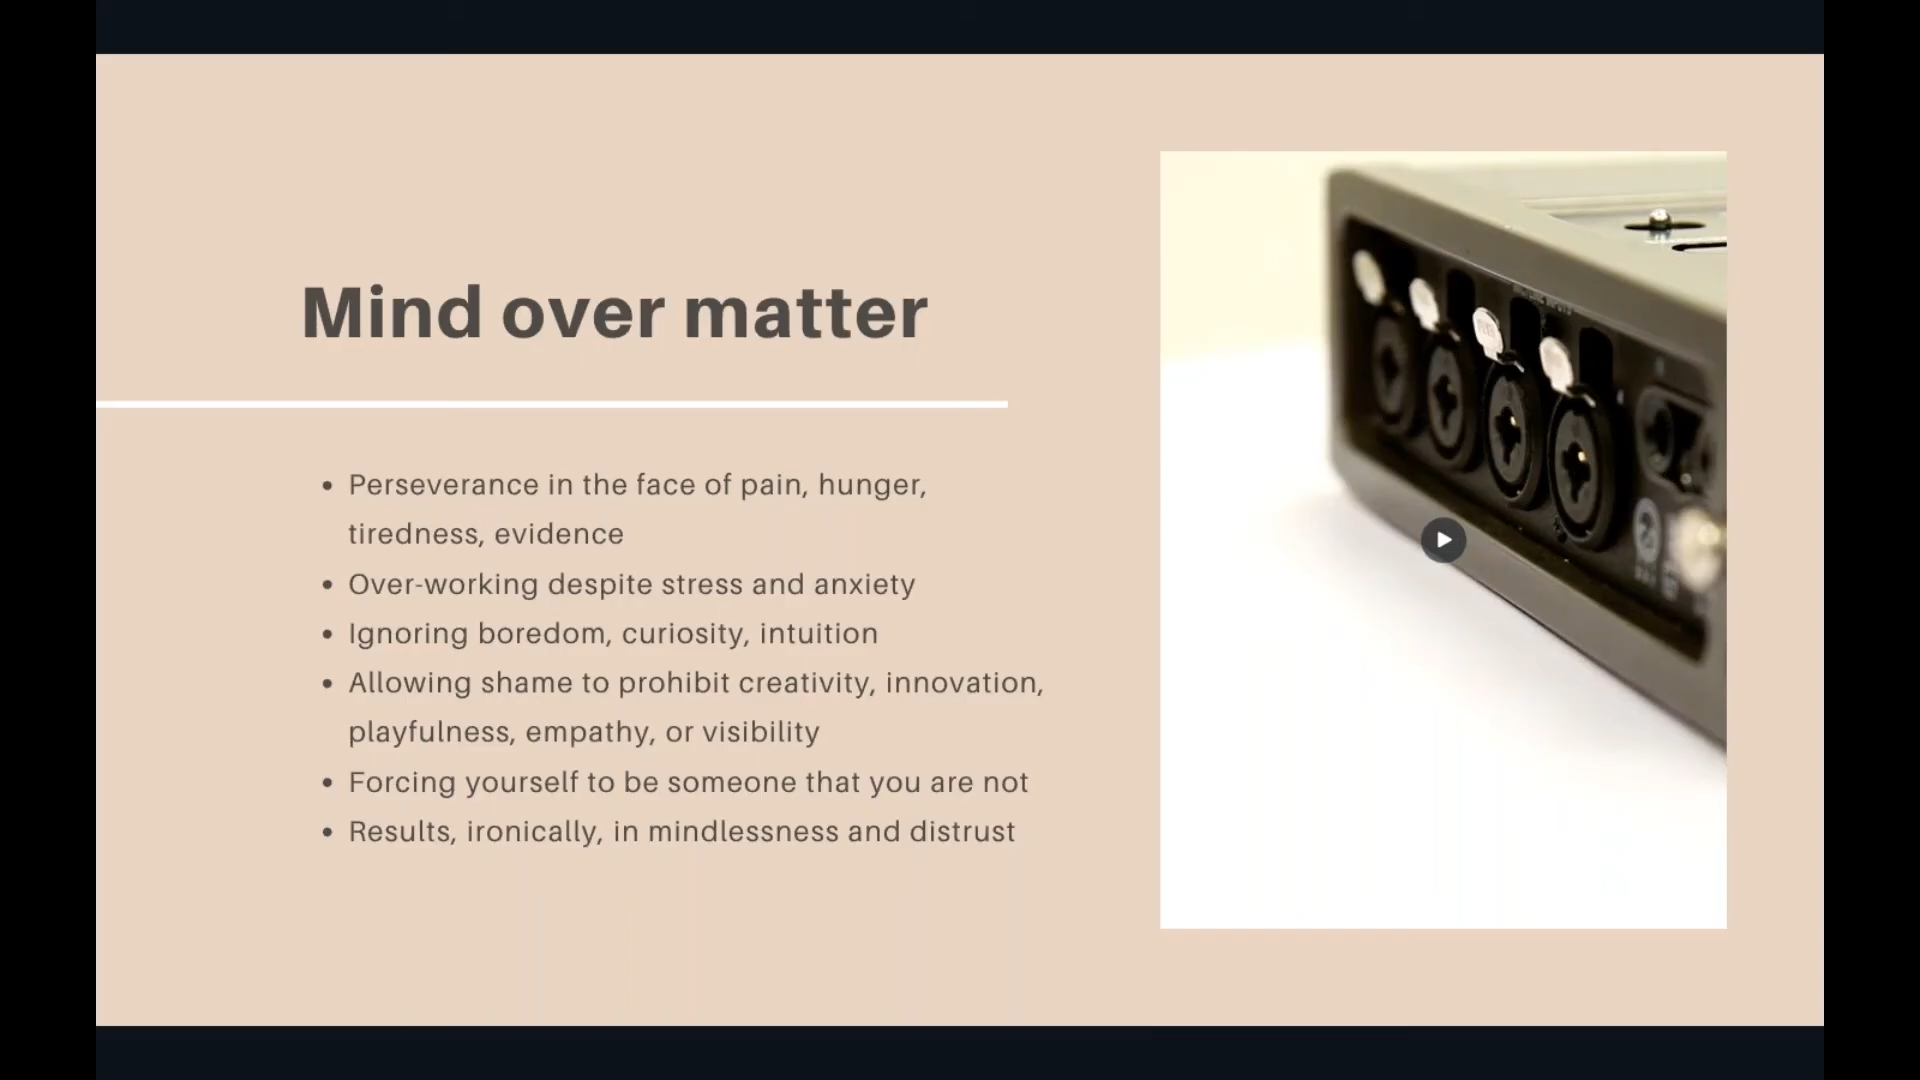 Mind over matter
• Perseverance in the face of pain, hunger,
tiredness, evidence
• Over-working despite stress and anxiety
• Ignoring boredom, curiosity, intuition
• Allowing shame to prohibit creativity, innovation,
playfulness, empathy, or visibility
• Forcing yourself to be someone that you are not
• Results, ironically, in mindlessness and distrust